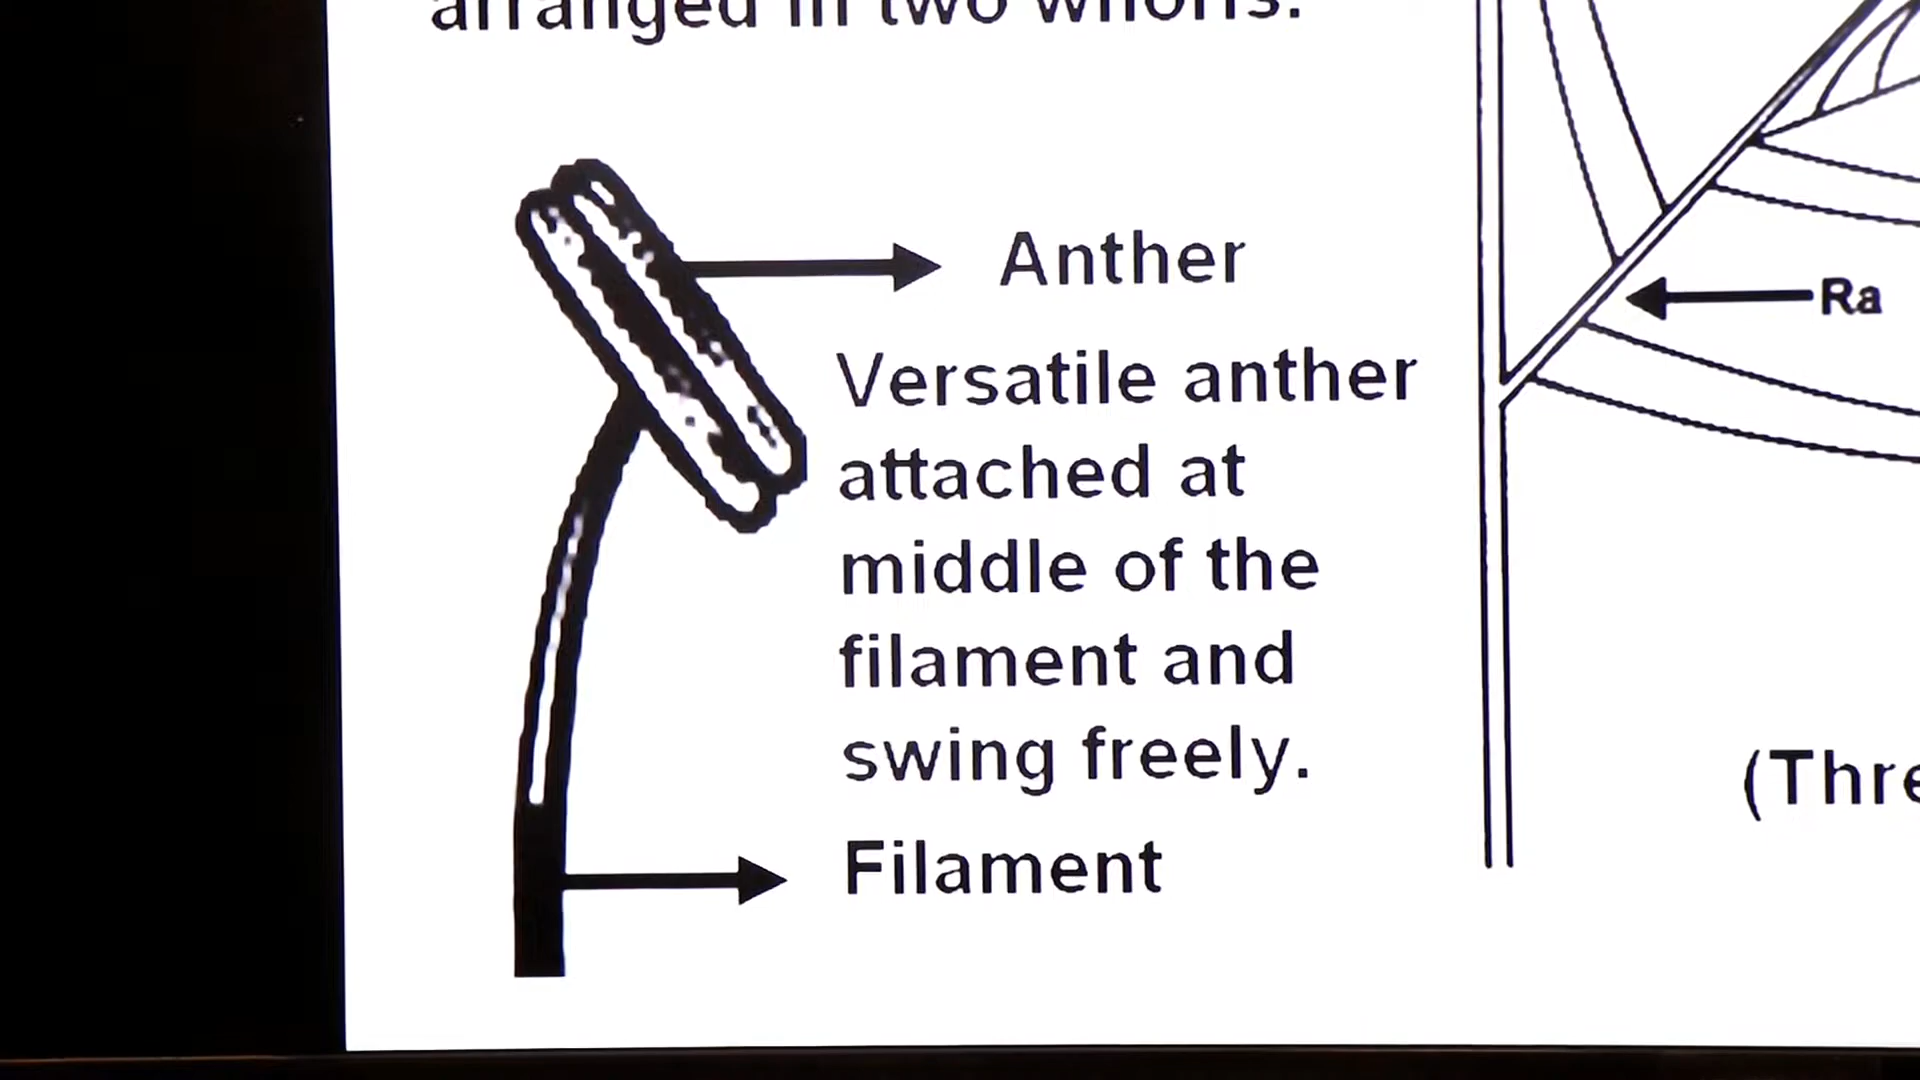 arranged in two whorls.
Anther
Versatile anther
attached at
middle of the
filament and
swing freely.
Filament
Ra
(Thre